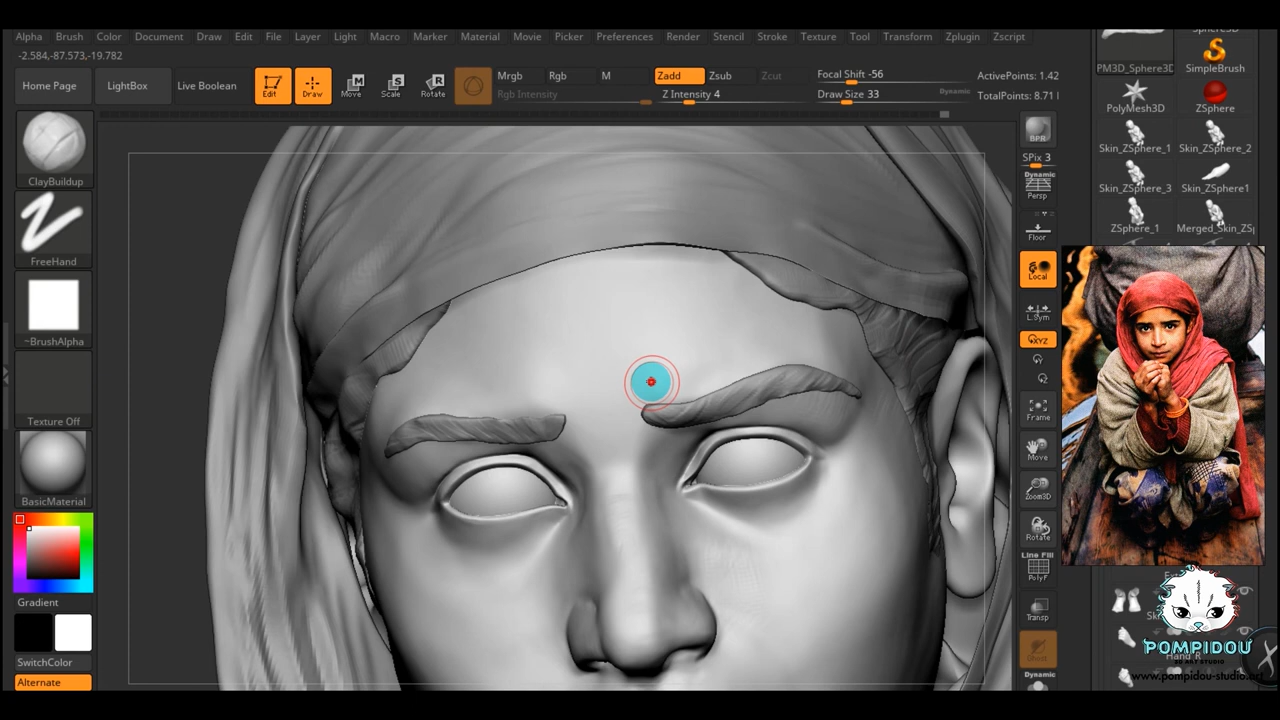 Alpha Brush Color Document Draw Edit File Layer Light Macro Marker Material Movie Picker Preferences Render Stencil Stroke Texture Tool Transform Zplugin Zscript
-2.584,-87.573,-19.782
Home Page
LightBox
Live Boolean
Edit
Draw
Move
M
Scale
S
Rotate
R
Mrgb Rgb M
Rgb Intensity
Zadd Zsub Zcut
Z Intensity 4
Focal Shift -56
Draw Size 33
Dynamic
ActivePoints: 1.42
TotalPoints: 8.71
ClayBuildup
FreeHand
~BrushAlpha
Texture Off
BasicMaterial
Gradient
SwitchColor
Alternate
BPR
SPix 3
Dynamic
Persp
Floor
Local
L.Sym
XYZ
Frame
Move
Zoom3D
Rotate
Line Fill
PolyF
Transp
Ghost
Dynamic
PM3D_Sphere3D
SimpleBrush
PolyMesh3D
ZSphere
Skin_ZSphere_1
Skin_ZSphere_2
Skin_ZSphere_3
Skin_ZSphere1
ZSphere_1
Merged_Skin_ZS
POMPIDOU
3D ART STUDIO
Hand_R
www.pompidou-studio.art